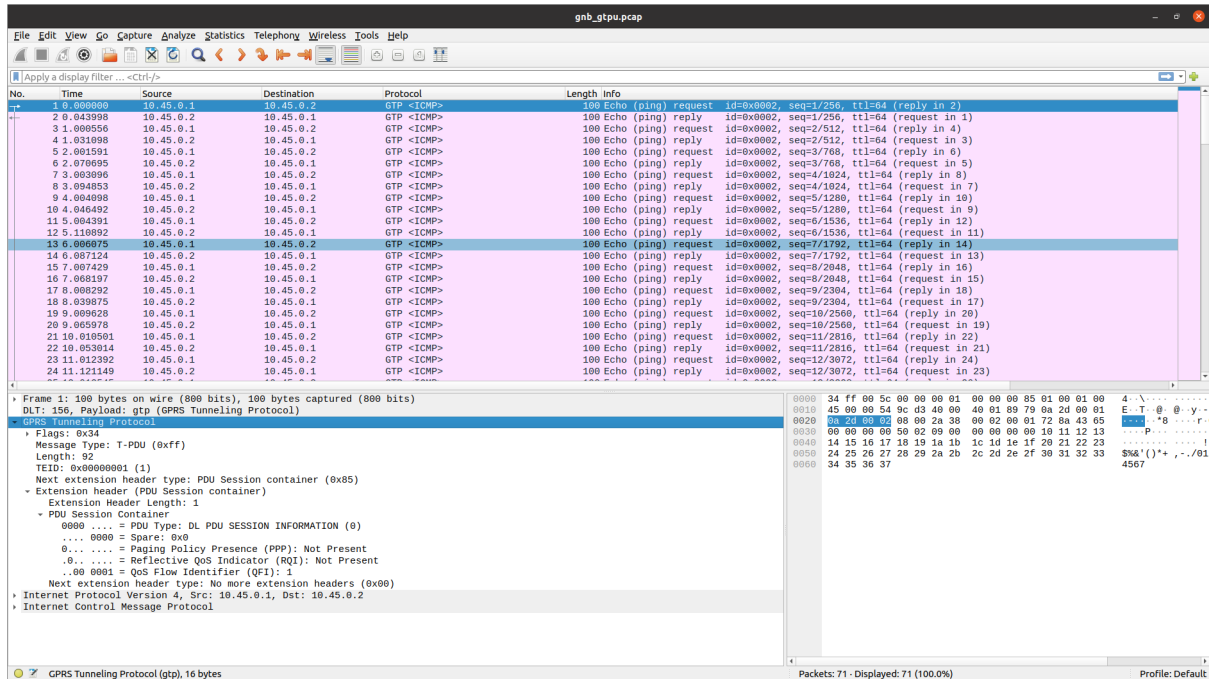 gnb_gtpu.pcap
File Edit View Go Capture Analyze Statistics Telephony Wireless Tools Help
Apply a display filter … <Ctrl-/>
No. Time Source Destination Protocol Length Info
1 0.000000 10.45.0.1 10.45.0.2 GTP <ICMP> 100 Echo (ping) request id=0x0002, seq=1/256, ttl=64 (reply in 2)
2 0.043998 10.45.0.2 10.45.0.1 GTP <ICMP> 100 Echo (ping) reply id=0x0002, seq=1/256, ttl=64 (request in 1)
3 1.000556 10.45.0.1 10.45.0.2 GTP <ICMP> 100 Echo (ping) request id=0x0002, seq=2/512, ttl=64 (reply in 4)
4 1.031098 10.45.0.2 10.45.0.1 GTP <ICMP> 100 Echo (ping) reply id=0x0002, seq=2/512, ttl=64 (request in 3)
5 2.001591 10.45.0.1 10.45.0.2 GTP <ICMP> 100 Echo (ping) request id=0x0002, seq=3/768, ttl=64 (reply in 6)
6 2.070695 10.45.0.2 10.45.0.1 GTP <ICMP> 100 Echo (ping) reply id=0x0002, seq=3/768, ttl=64 (request in 5)
7 3.003096 10.45.0.1 10.45.0.2 GTP <ICMP> 100 Echo (ping) request id=0x0002, seq=4/1024, ttl=64 (reply in 8)
8 3.094853 10.45.0.2 10.45.0.1 GTP <ICMP> 100 Echo (ping) reply id=0x0002, seq=4/1024, ttl=64 (request in 7)
9 4.004098 10.45.0.1 10.45.0.2 GTP <ICMP> 100 Echo (ping) request id=0x0002, seq=5/1280, ttl=64 (reply in 10)
10 4.046492 10.45.0.2 10.45.0.1 GTP <ICMP> 100 Echo (ping) reply id=0x0002, seq=5/1280, ttl=64 (request in 9)
11 5.004391 10.45.0.1 10.45.0.2 GTP <ICMP> 100 Echo (ping) request id=0x0002, seq=6/1536, ttl=64 (reply in 12)
12 5.110892 10.45.0.2 10.45.0.1 GTP <ICMP> 100 Echo (ping) reply id=0x0002, seq=6/1536, ttl=64 (request in 11)
13 6.006075 10.45.0.1 10.45.0.2 GTP <ICMP> 100 Echo (ping) request id=0x0002, seq=7/1792, ttl=64 (reply in 14)
14 6.087124 10.45.0.2 10.45.0.1 GTP <ICMP> 100 Echo (ping) reply id=0x0002, seq=7/1792, ttl=64 (request in 13)
15 7.007429 10.45.0.1 10.45.0.2 GTP <ICMP> 100 Echo (ping) request id=0x0002, seq=8/2048, ttl=64 (reply in 16)
16 7.068197 10.45.0.2 10.45.0.1 GTP <ICMP> 100 Echo (ping) reply id=0x0002, seq=8/2048, ttl=64 (request in 15)
17 8.008292 10.45.0.1 10.45.0.2 GTP <ICMP> 100 Echo (ping) request id=0x0002, seq=9/2304, ttl=64 (reply in 18)
18 8.039875 10.45.0.2 10.45.0.1 GTP <ICMP> 100 Echo (ping) reply id=0x0002, seq=9/2304, ttl=64 (request in 17)
19 9.009628 10.45.0.1 10.45.0.2 GTP <ICMP> 100 Echo (ping) request id=0x0002, seq=10/2560, ttl=64 (reply in 20)
20 9.065978 10.45.0.2 10.45.0.1 GTP <ICMP> 100 Echo (ping) reply id=0x0002, seq=10/2560, ttl=64 (request in 19)
21 10.010501 10.45.0.1 10.45.0.2 GTP <ICMP> 100 Echo (ping) request id=0x0002, seq=11/2816, ttl=64 (reply in 22)
22 10.053014 10.45.0.2 10.45.0.1 GTP <ICMP> 100 Echo (ping) reply id=0x0002, seq=11/2816, ttl=64 (request in 21)
23 11.012392 10.45.0.1 10.45.0.2 GTP <ICMP> 100 Echo (ping) request id=0x0002, seq=12/3072, ttl=64 (reply in 24)
24 11.121149 10.45.0.2 10.45.0.1 GTP <ICMP> 100 Echo (ping) reply id=0x0002, seq=12/3072, ttl=64 (request in 23)
Frame 1: 100 bytes on wire (800 bits), 100 bytes captured (800 bits)
DLT: 156, Payload: gtp (GPRS Tunneling Protocol)
GPRS Tunneling Protocol
Flags: 0x34
Message Type: T-PDU (0xff)
Length: 92
TEID: 0x00000001 (1)
Next extension header type: PDU Session container (0x85)
Extension header (PDU Session container)
Extension Header Length: 1
PDU Session Container
0000 .... = PDU Type: DL PDU SESSION INFORMATION (0)
.... 0000 = Spare: 0x0
0... .... = Paging Policy Presence (PPP): Not Present
.0.. .... = Reflective QoS Indicator (RQI): Not Present
..00 0001 = QoS Flow Identifier (QFI): 1
Next extension header type: No more extension headers (0x00)
Internet Protocol Version 4, Src: 10.45.0.1, Dst: 10.45.0.2
Internet Control Message Protocol
0000 34 ff 00 5c 00 00 00 01 00 00 00 85 01 00 01 00 4··\···· ········
0010 45 00 00 54 9c d3 40 00 40 01 89 79 0a 2d 00 01 E··T··@· @··y·-··
0020 0a 2d 00 02 08 00 2a 38 00 02 00 01 72 8a 43 65 ·-····*8 ····r·
0030 00 00 00 00 50 02 09 00 00 00 00 00 10 11 12 13 ····P··· ········
0040 14 15 16 17 18 19 1a 1b 1c 1d 1e 1f 20 21 22 23 ········ ···· !
0050 24 25 26 27 28 29 2a 2b 2c 2d 2e 2f 30 31 32 33 $%&'()*+ ,-./01
0060 34 35 36 37 4567
GPRS Tunneling Protocol (gtp), 16 bytes
Packets: 71 · Displayed: 71 (100.0%)
Profile: Default